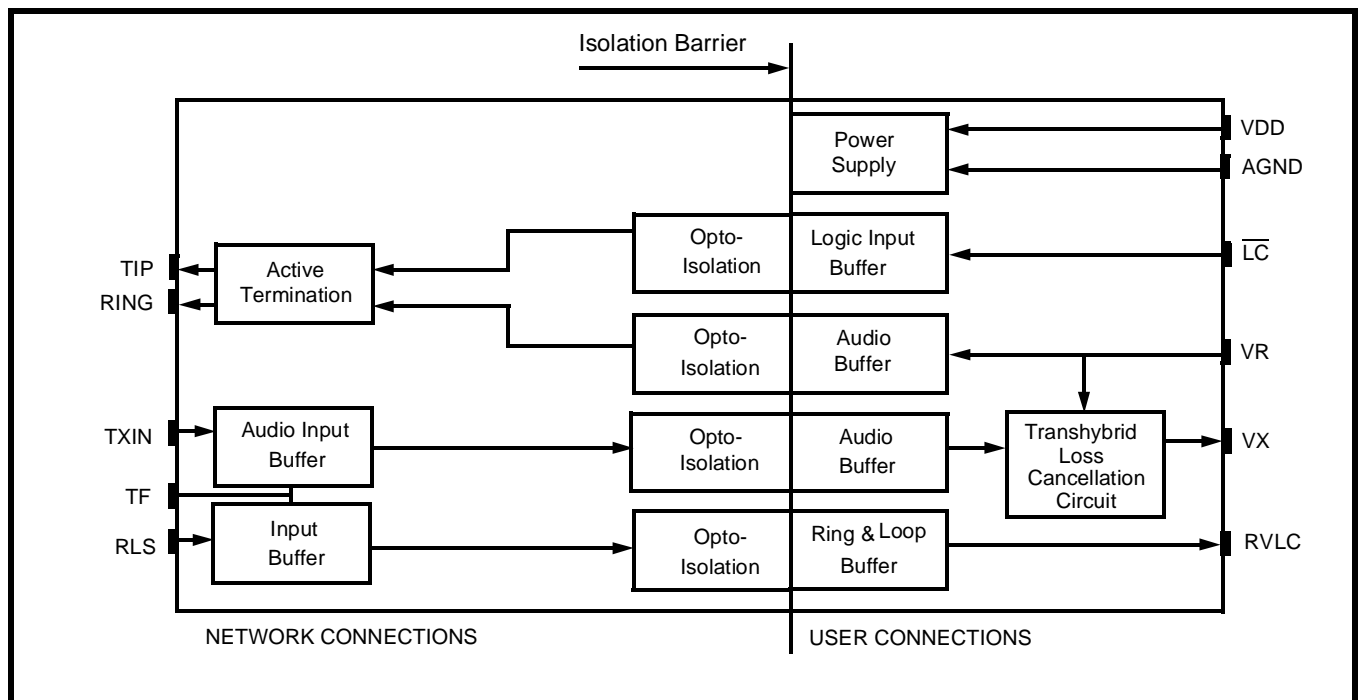 Isolation Barrier
Power
Supply
VDD
AGND
Opto-
Isolation
Logic Input
Buffer
LC
TIP
RING
Active
Termination
Opto-
Isolation
Audio
Buffer
VR
TXIN
Audio Input
Buffer
Opto-
Isolation
Audio
Buffer
Transhybrid
Loss
Cancellation
Circuit
VX
TF
RLS
Input
Buffer
Opto-
Isolation
Ring & Loop
Buffer
RVLC
NETWORK CONNECTIONS
USER CONNECTIONS